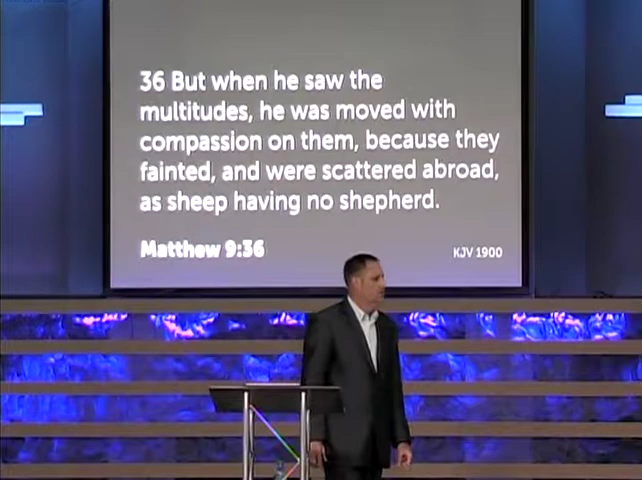 36 But when he saw the
multitudes, he was moved with
compassion on them, because they
fainted, and were scattered abroad,
as sheep having no shepherd.
Matthew 9:36
KJV 1900